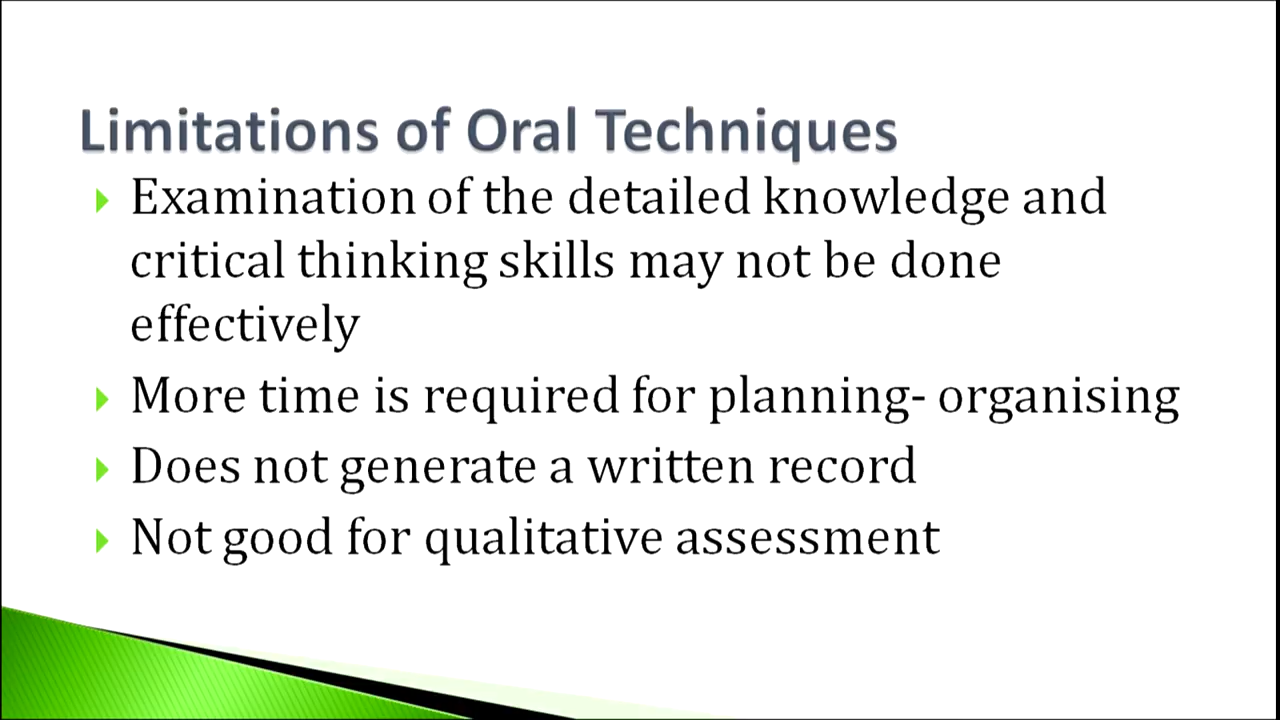 Limitations of Oral Techniques
Examination of the detailed knowledge and
critical thinking skills may not be done
effectively
More time is required for planning- organising
Does not generate a written record
Not good for qualitative assessment